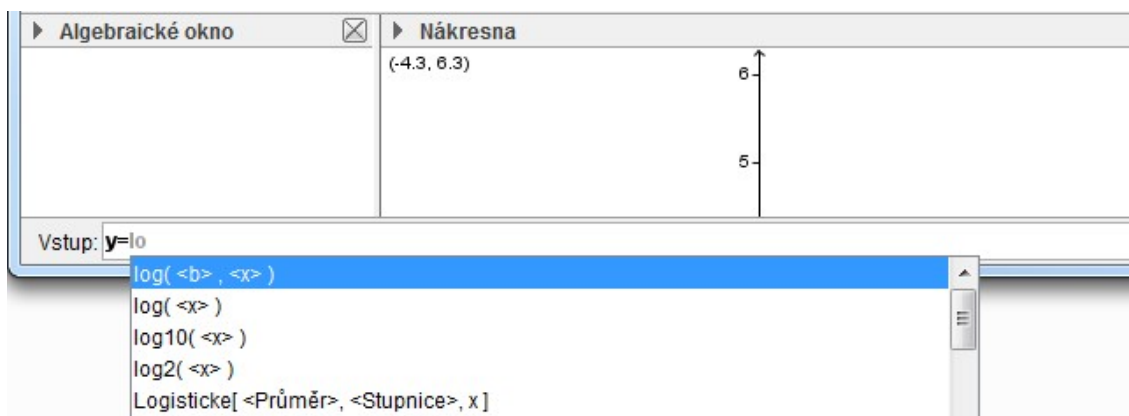 Algebraické okno
Nákresna
(-4.3, 6.3)
6
5
Vstup: y=lo
log( <b> , <x> )
log( <x> )
log10( <x> )
log2( <x> )
Logisticke[ <Průměr>, <Stupnice>, x ]